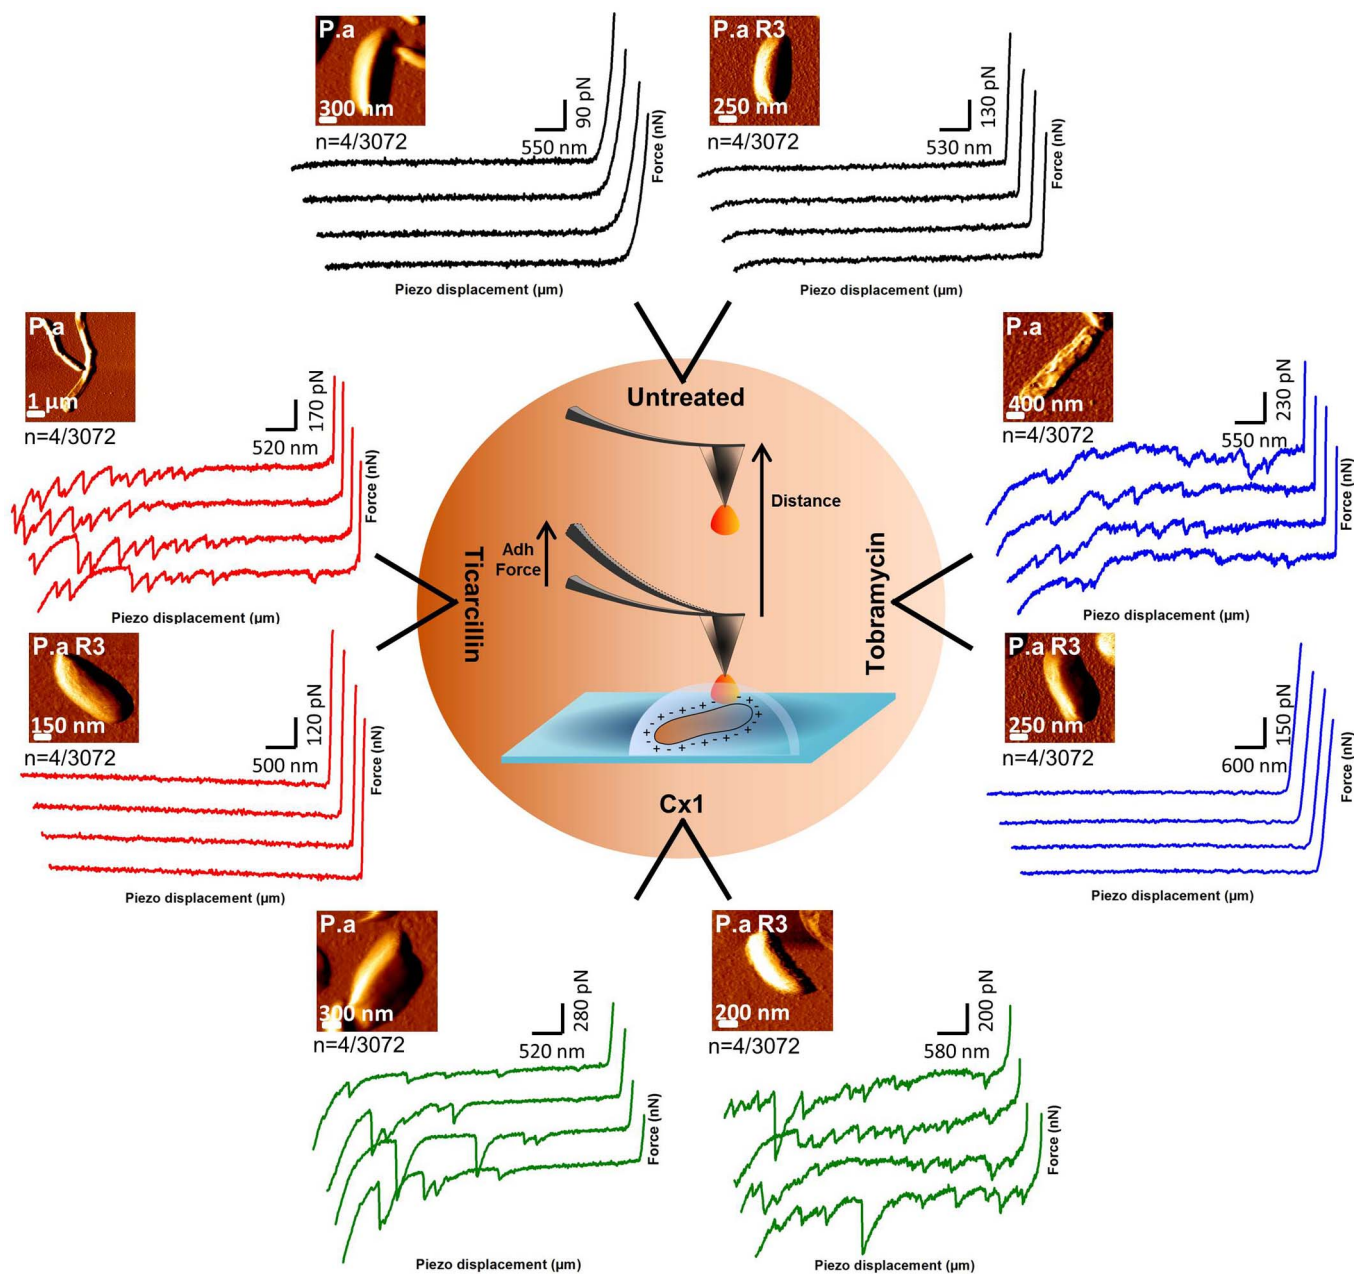 P.a
300 nm
n=4/3072
90 pN
550 nm
Force (nN)
Piezo displacement (µm)
P.a R3
250 nm
n=4/3072
130 pN
530 nm
Force (nN)
Piezo displacement (µm)
P.a
1 µm
n=4/3072
170 pN
520 nm
Force (nN)
Piezo displacement (µm)
P.a R3
150 nm
n=4/3072
120 pN
500 nm
Force (nN)
Piezo displacement (µm)
Untreated
Distance
Adh
Force
Ticarcillin
Tobramycin
Cx1
+ - + - + - + - + - + - + - + - + - +
P.a
400 nm
n=4/3072
230 pN
550 nm
Force (nN)
Piezo displacement (µm)
P.a R3
250 nm
n=4/3072
150 pN
600 nm
Force (nN)
Piezo displacement (µm)
P.a
300 nm
n=4/3072
280 pN
520 nm
Force (nN)
Piezo displacement (µm)
P.a R3
200 nm
n=4/3072
200 pN
580 nm
Force (nN)
Piezo displacement (µm)